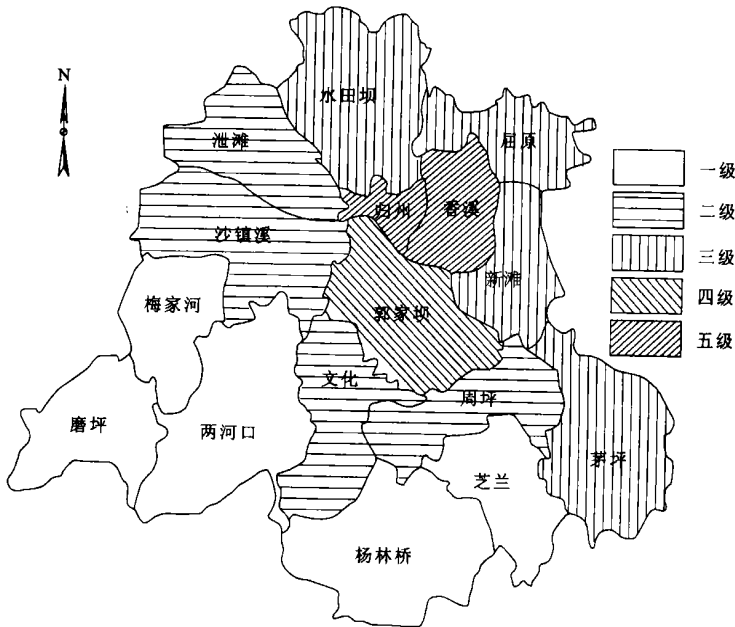 N
水田坝
泄滩
屈原
归州
香溪
沙镇溪
新滩
梅家河
郭家坝
文化
周坪
磨坪
两河口
芝兰
茅坪
杨林桥
一级
二级
三级
四级
五级